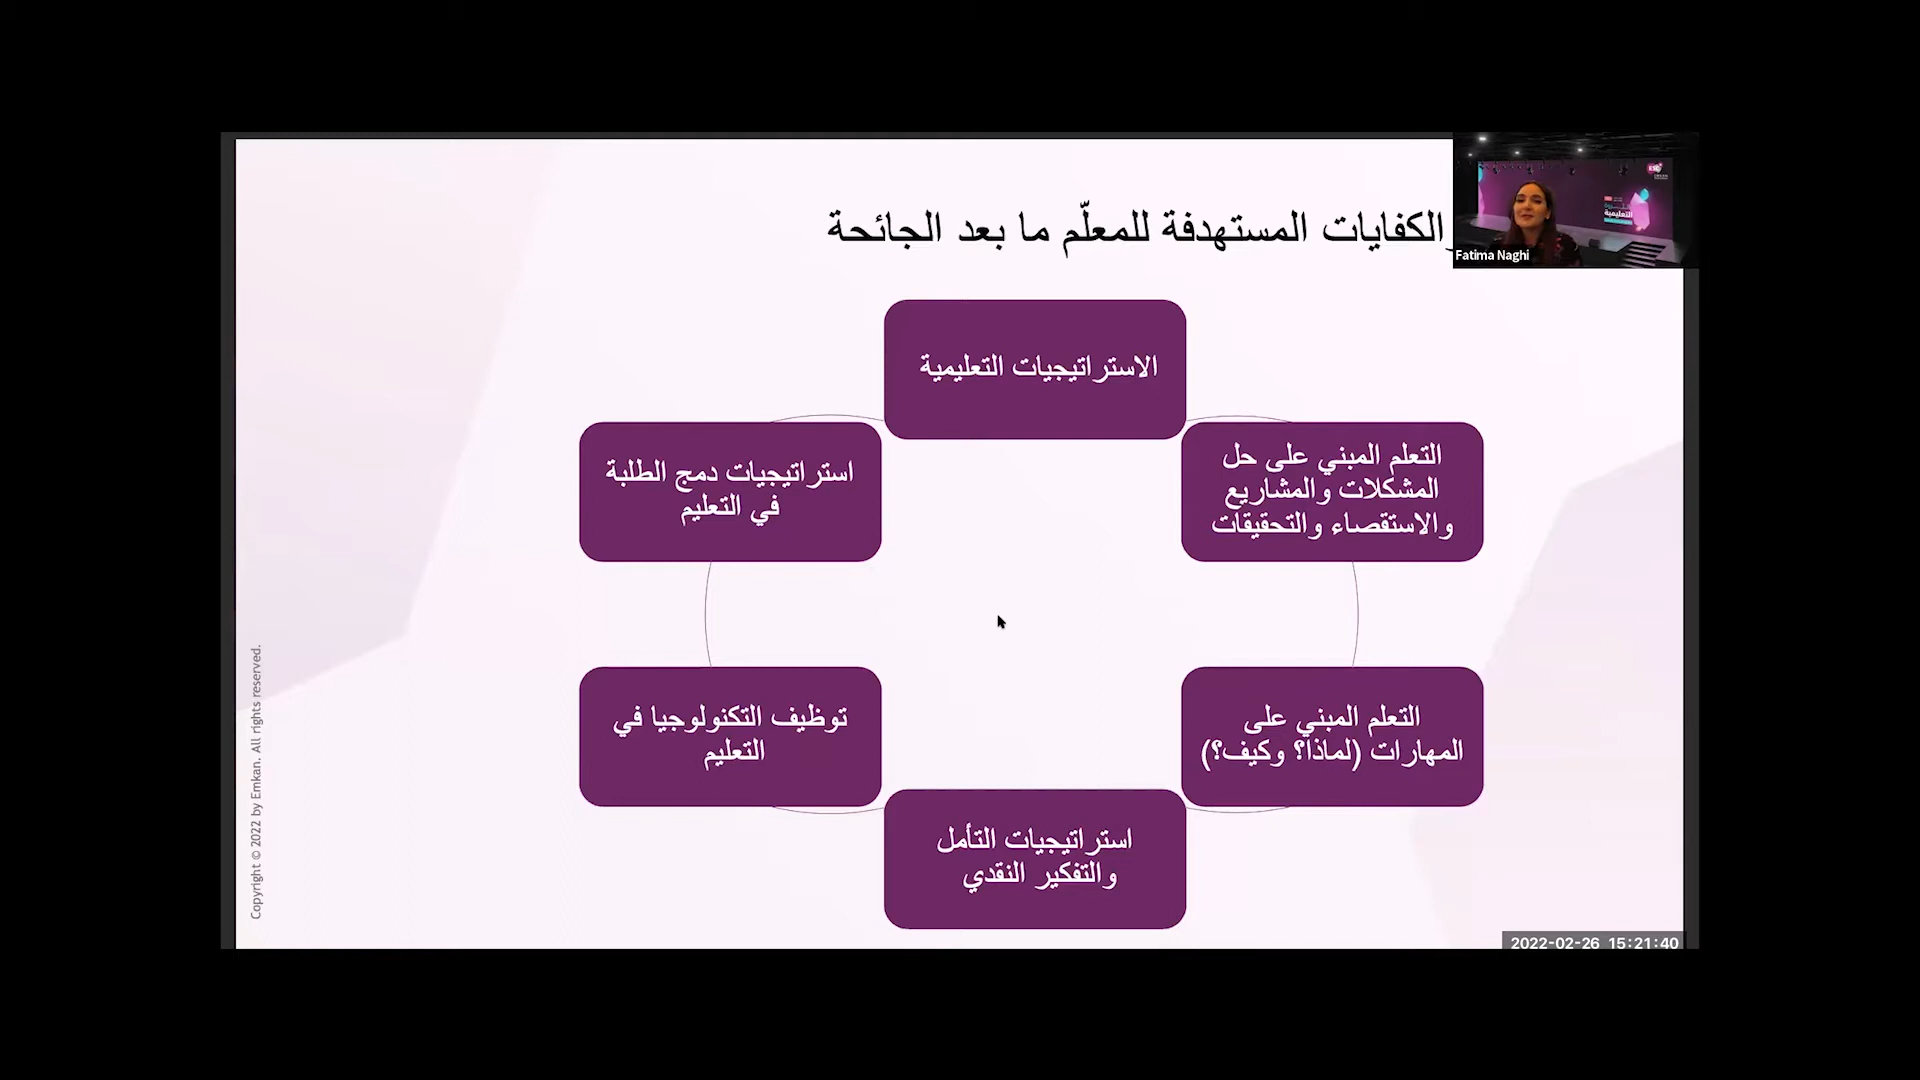 الكفايات المستهدفة للمعلّم ما بعد الجائحة
Fatima Naghi
التعليمية
الاستراتيجيات التعليمية
التعلم المبني على حل
المشكلات والمشاريع
والاستقصاء والتحقيقات
التعلم المبني على
المهارات (لماذا؟ وكيف؟)
استراتيجيات التأمل
والتفكير النقدي
توظيف التكنولوجيا في
التعليم
استراتيجيات دمج الطلبة
في التعليم
Copyright © 2022 by Emkan. All rights reserved.
2022-02-26 15:21:40